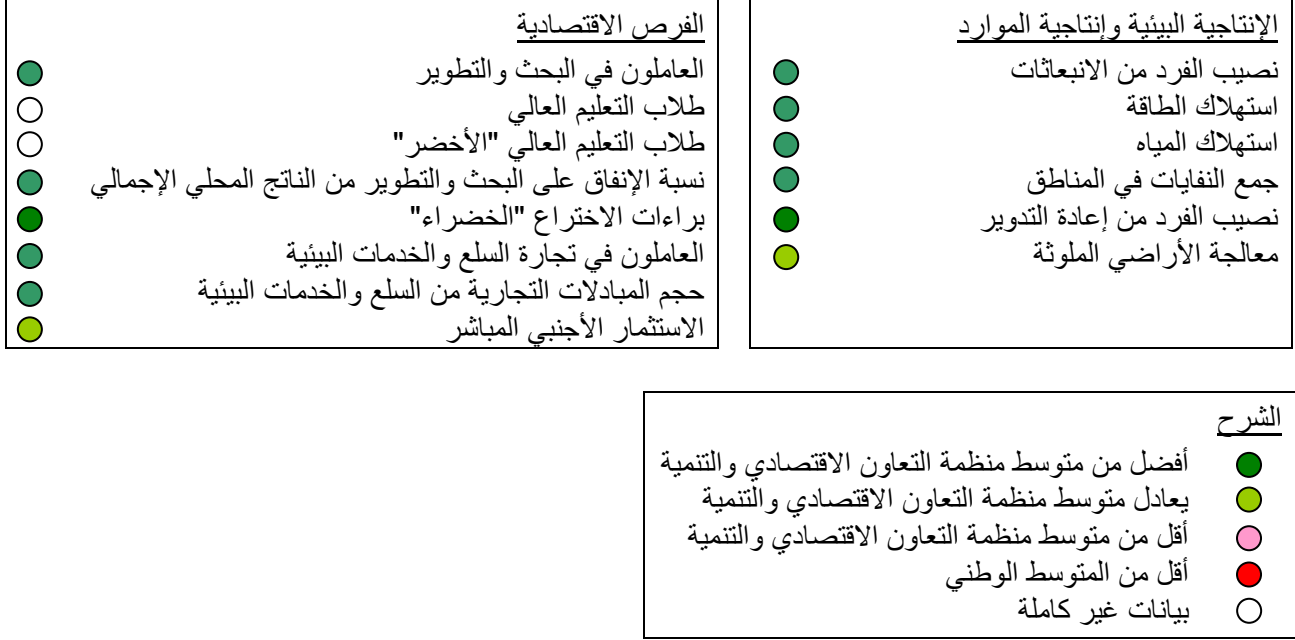 الإنتاجية البيئية وإنتاجية الموارد
نصيب الفرد من الانبعاثات
استهلاك الطاقة
استهلاك المياه
جمع النفايات في المناطق
نصيب الفرد من إعادة التدوير
معالجة الأراضي الملوثة
الفرص الاقتصادية
العاملون في البحث والتطوير
طلاب التعليم العالي
طلاب التعليم العالي "الأخضر"
نسبة الإنفاق على البحث والتطوير من الناتج المحلي الإجمالي
براءات الاختراع "الخضراء"
العاملون في تجارة السلع والخدمات البيئية
حجم المبادلات التجارية من السلع والخدمات البيئية
الاستثمار الأجنبي المباشر
الشرح
أفضل من متوسط منظمة التعاون الاقتصادي والتنمية
يعادل متوسط منظمة التعاون الاقتصادي والتنمية
أقل من متوسط منظمة التعاون الاقتصادي والتنمية
أقل من المتوسط الوطني
بيانات غير كاملة